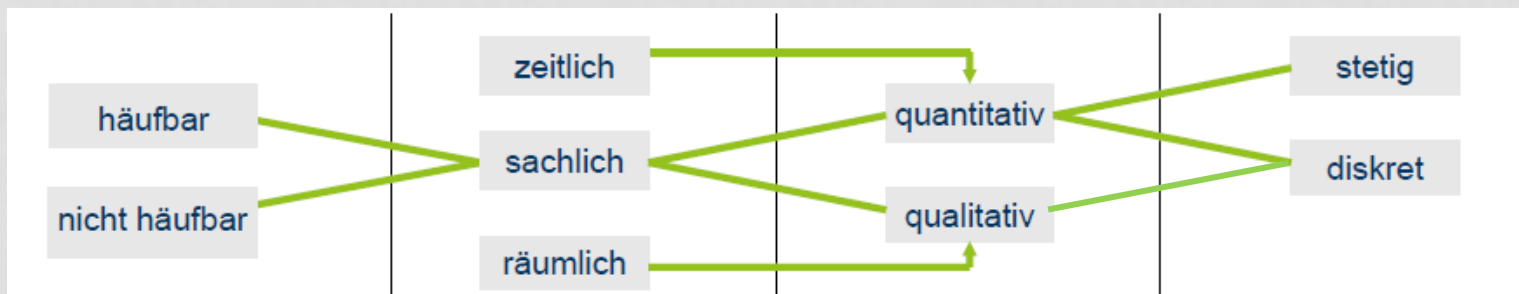 häufbar
nicht häufbar
zeitlich
sachlich
räumlich
quantitativ
qualitativ
stetig
diskret